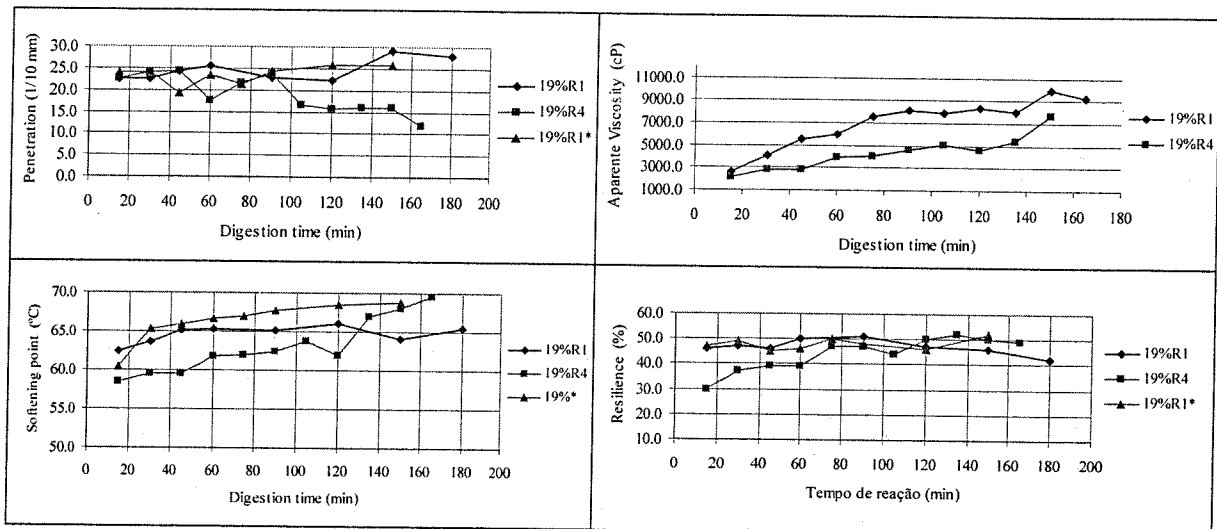 Penetration (1/10 mm)
30.0
25.0
20.0
15.0
10.0
5.0
0.0
0 20 40 60 80 100 120 140 160 180 200
Digestion time (min)
19%R1
19%R4
19%R1*
Aparente Viscosity (cP)
11000.0
9000.0
7000.0
5000.0
3000.0
1000.0
0 20 40 60 80 100 120 140 160 180
Digestion time (min)
19%R1
19%R4
Softening point (ºC)
70.0
65.0
60.0
55.0
50.0
0 20 40 60 80 100 120 140 160 180 200
Digestion time (min)
19%R1
19%R4
19%*
Resilience (%)
60.0
50.0
40.0
30.0
20.0
10.0
0 20 40 60 80 100 120 140 160 180 200
Tempo de reação (min)
19%R1
19%R4
19%R1*